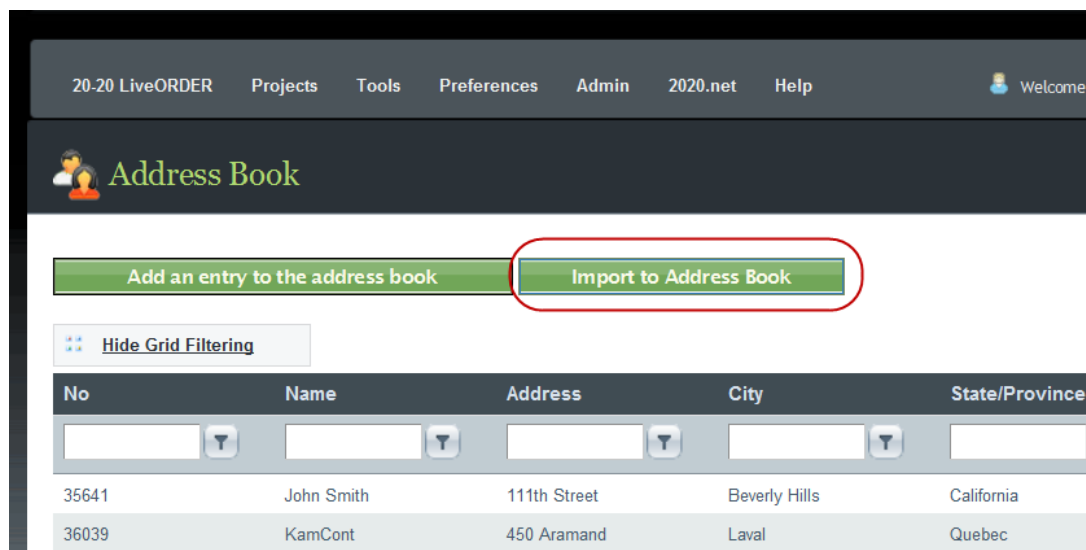 20-20 LiveORDER Projects Tools Preferences Admin 2020.net Help Welcome
Address Book
Add an entry to the address book Import to Address Book
Hide Grid Filtering
No Name Address City State/Province
35641 John Smith 111th Street Beverly Hills California
36039 KamCont 450 Aramand Laval Quebec